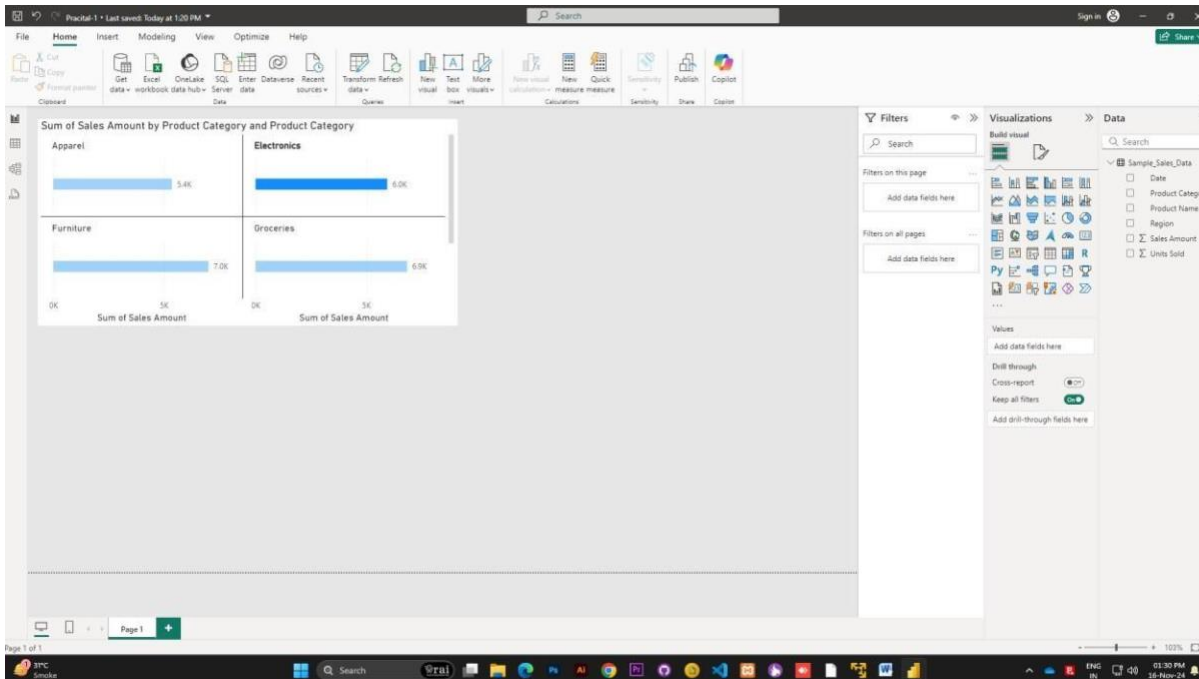 Practal-1 • Last saved: Today at 1:20 PM
Search
Sign in
File Home Insert Modeling View Optimize Help
Share
Paste
Cut
Copy
Format painter
Get data
Excel workbook
OneLake data hub
SQL Server
Enter data
Dataverse
Recent sources
Transform data
Refresh
New visual
Text box
More visuals
New visual calculation
New measure
Quick measure
Sensitivity
Publish
Copilot
Clipboard
Data
Queries
Insert
Calculations
Sensitivity
Share
Copilot
Sum of Sales Amount by Product Category and Product Category
Apparel
Electronics
5.4K
6.0K
Furniture
Groceries
7.0K
6.9K
0K 5K
0K 5K
Sum of Sales Amount
Sum of Sales Amount
Filters
Search
Filters on this page
Add data fields here
Filters on all pages
Add data fields here
Visualizations
Build visual
R
Py
Values
Add data fields here
Drill through
Cross-report
Off
Keep all filters
On
Add drill-through fields here
Data
Search
Sample_Sales_Data
Date
Product Categ
Product Name
Region
Σ Sales Amount
Σ Units Sold
Page 1
Page 1 of 1
103%
31°C
Smoke
Search
ENG
IN
01:30 PM
16-Nov-24